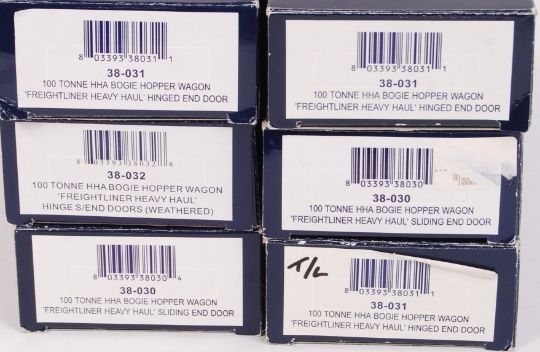 8 03393 38031 1
38-031
100 TONNE HHA BOGIE HOPPER WAGON
'FREIGHTLINER HEAVY HAUL' HINGED END DOOR
8 03393 38031 1
38-031
100 TONNE HHA BOGIE HOPPER WAGON
'FREIGHTLINER HEAVY HAUL' HINGED END DOOR
8 03393 38032 8
38-032
100 TONNE HHA BOGIE HOPPER WAGON
'FREIGHTLINER HEAVY HAUL'
HINGE S/END DOORS (WEATHERED)
8 03393 38030
38-030
100 TONNE HHA BOGIE HOPPER WAGON
'FREIGHTLINER HEAVY HAUL' SLIDING END DOOR
8 03393 38030 4
38-030
100 TONNE HHA BOGIE HOPPER WAGON
'FREIGHTLINER HEAVY HAUL' SLIDING END DOOR
T/L
8 03393 38031 1
38-031
100 TONNE HHA BOGIE HOPPER WAGON
'FREIGHTLINER HEAVY HAUL' HINGED END DOOR